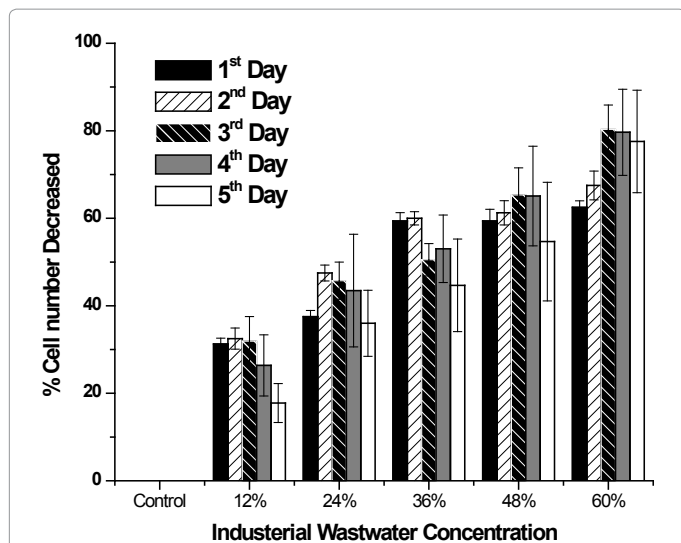 100
80
60
40
20
0
% Cell number Decreased
1st Day
2nd Day
3rd Day
4th Day
5th Day
Control 12% 24% 36% 48% 60%
Industerial Wastwater Concentration